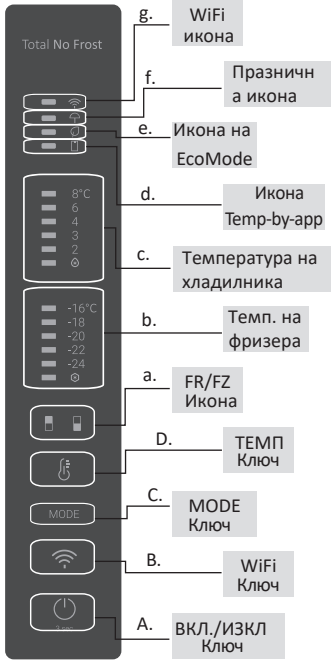 g.
WiFi
икона
Total No Frost
f.
Празничн
а икона
e.
Икона на
EcoMode
d.
Икона
Temp-by-app
8°C
6
4
3
2
c.
Температура на
хладилника
-16°C
-18
-20
-22
-24
b.
Темп. на
фризера
a.
FR/FZ
Икона
D.
ТЕМП
Ключ
C.
MODE
MODE
Ключ
B.
WiFi
Ключ
A.
3 sec
ВКЛ./ИЗКЛ
Ключ